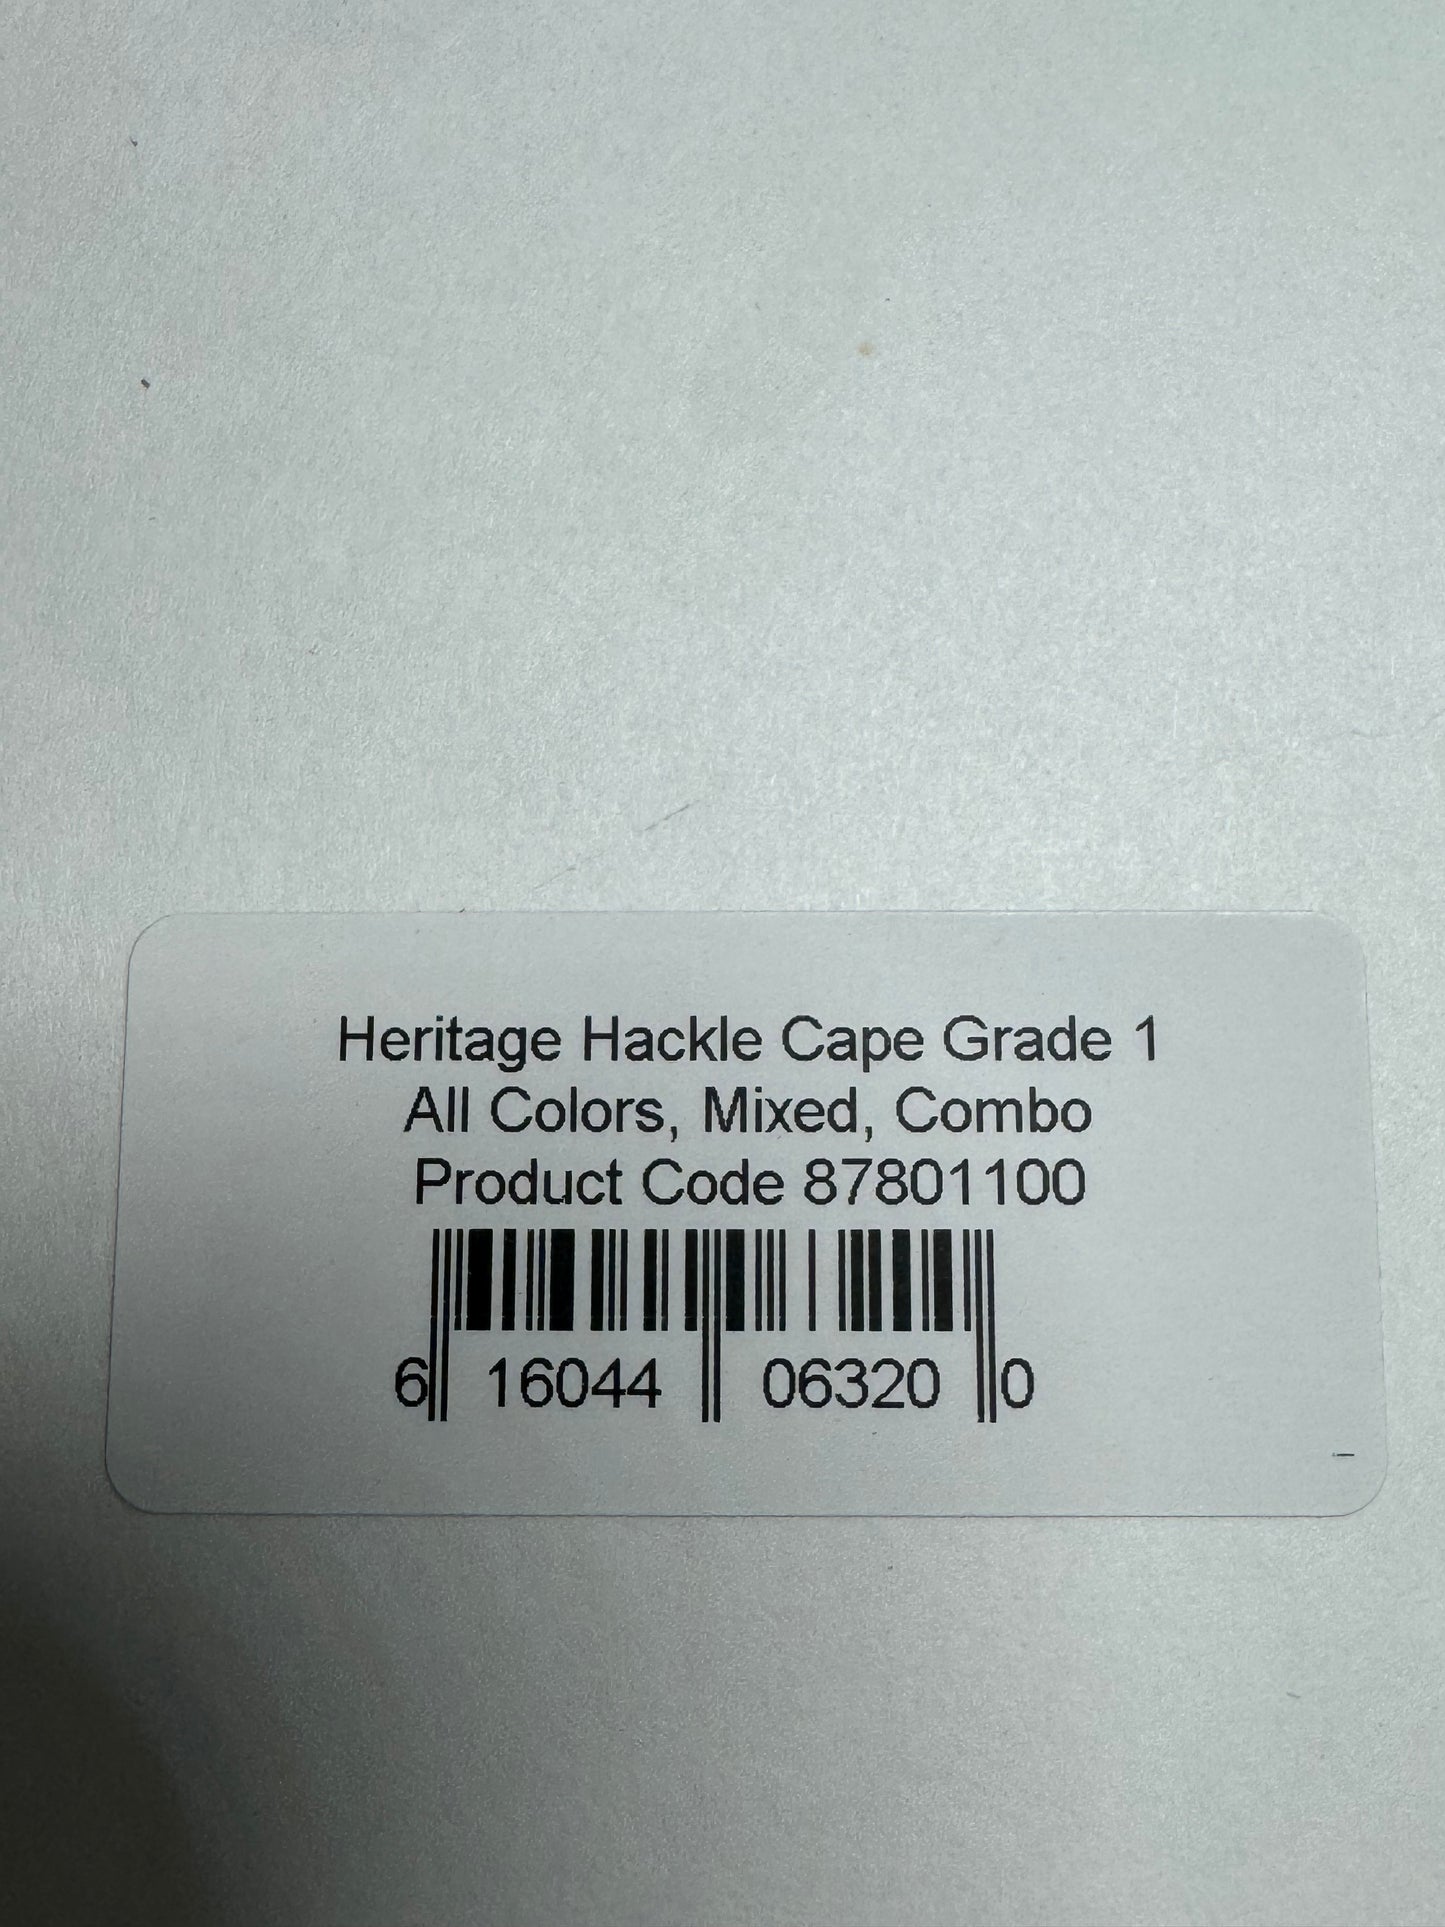 Heritage Hackle Cape Grade 1
All Colors, Mixed, Combo
Product Code 87801100
6 16044 06320 0